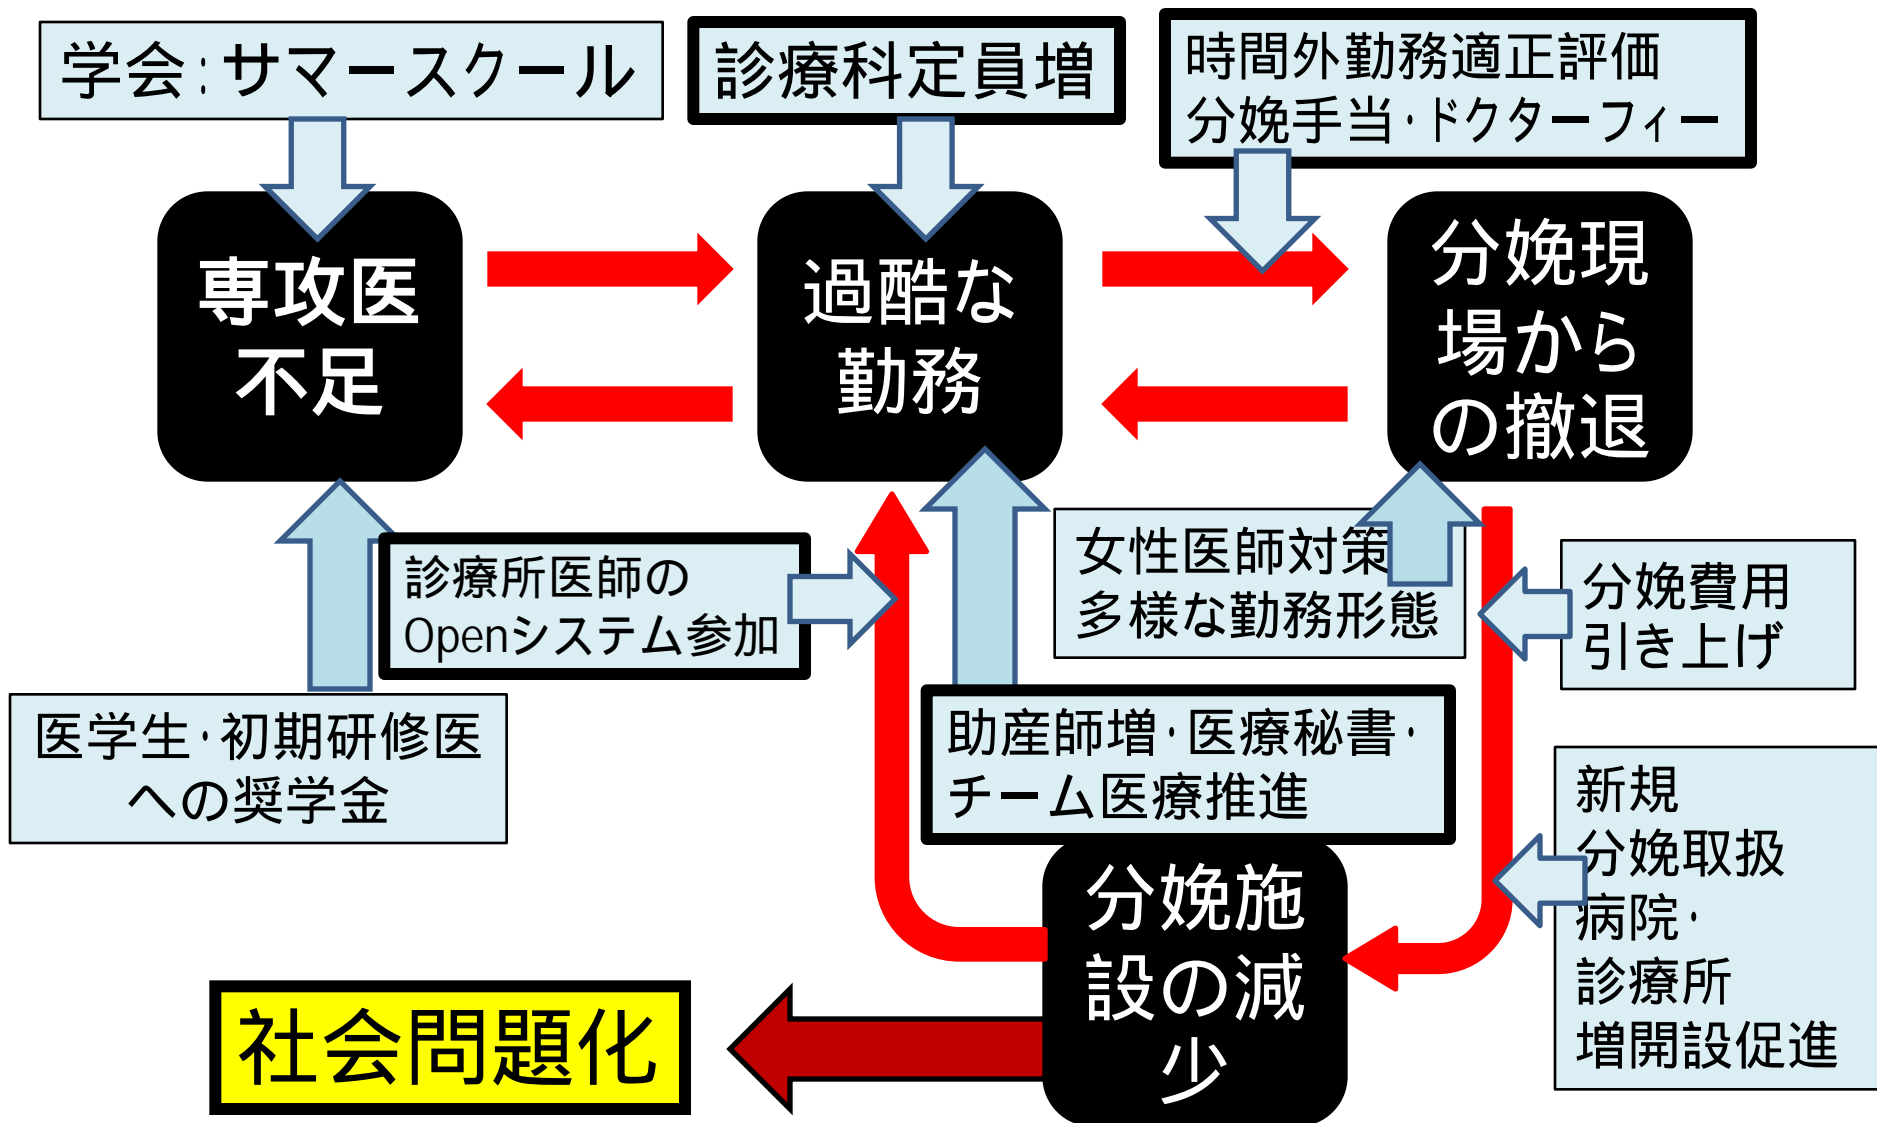 学会：サマースクール
診療科定員増
時間外勤務適正評価
分娩手当・ドクターフィー
専攻医
不足
過酷な
勤務
分娩現
場から
の撤退
診療所医師の
Openシステム参加
女性医師対策
多様な勤務形態
分娩費用
引き上げ
医学生・初期研修医
への奨学金
助産師増・医療秘書・
チーム医療推進
新規
分娩取扱
病院・
診療所
増開設促進
分娩施
設の減
少
社会問題化